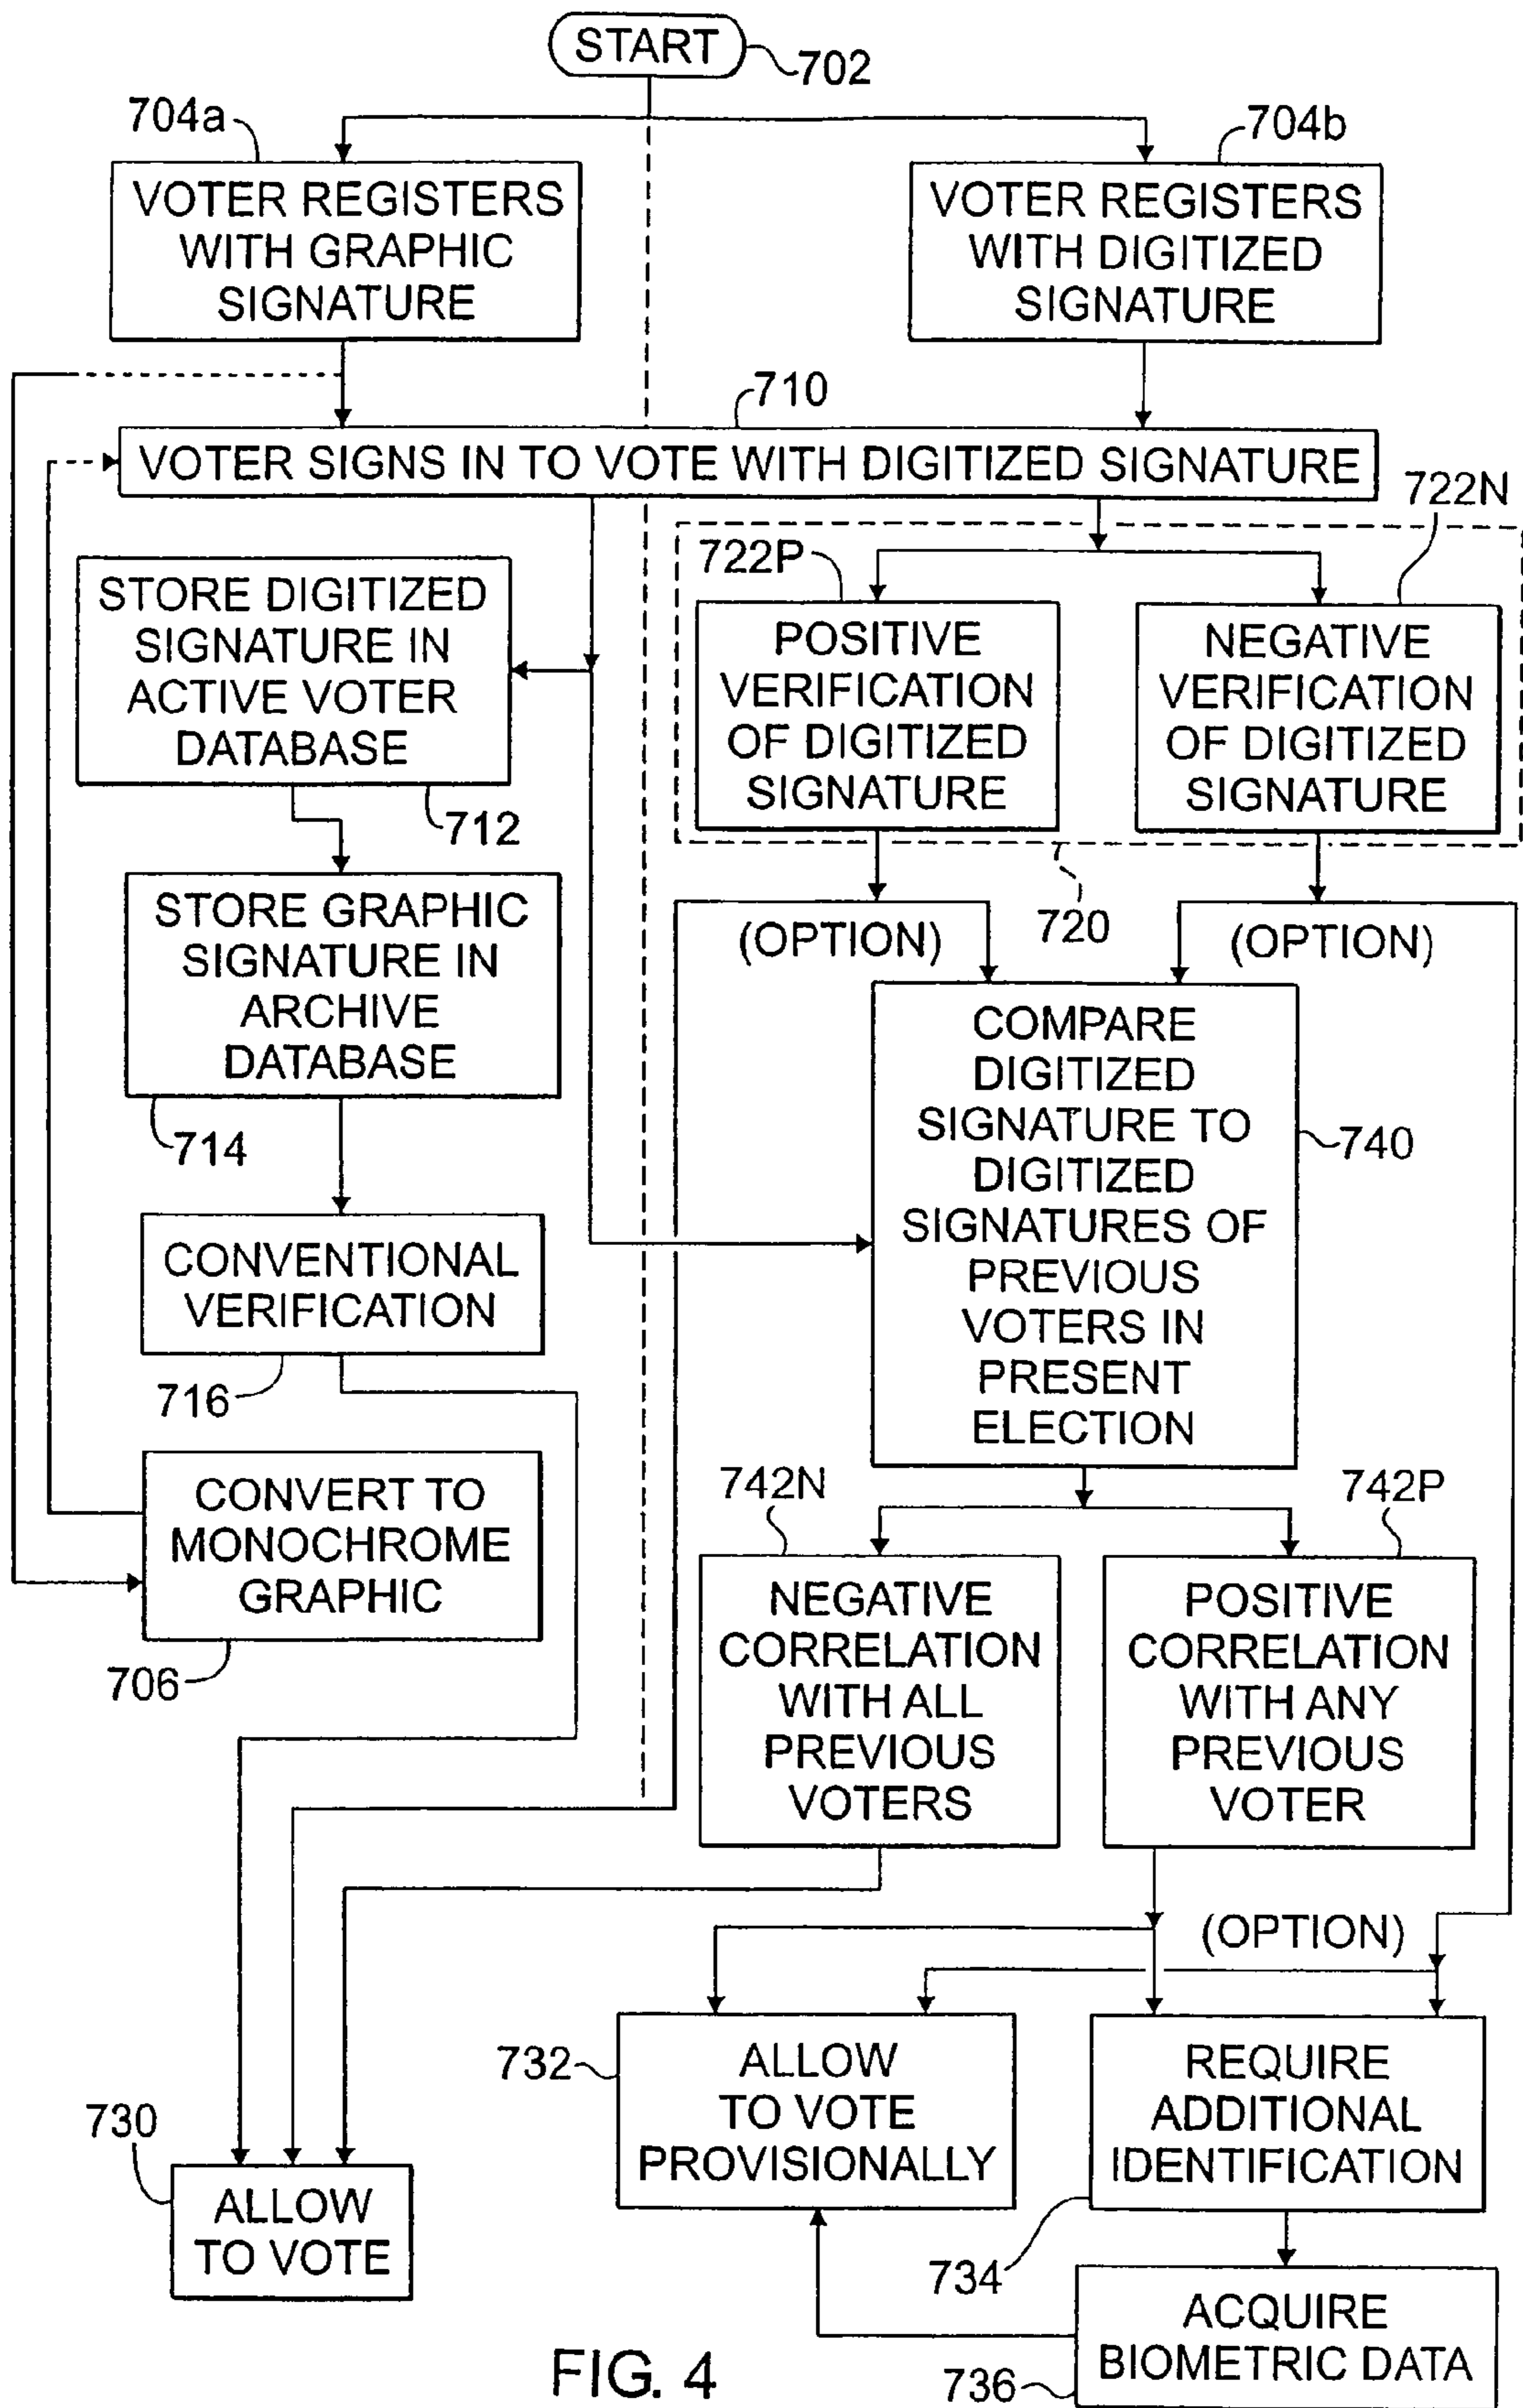 START
702
704a
704b
VOTER REGISTERS
WITH GRAPHIC
SIGNATURE
VOTER REGISTERS
WITH DIGITIZED
SIGNATURE
710
VOTER SIGNS IN TO VOTE WITH DIGITIZED SIGNATURE
722N
722P
STORE DIGITIZED
SIGNATURE IN
ACTIVE VOTER
DATABASE
712
POSITIVE
VERIFICATION
OF DIGITIZED
SIGNATURE
NEGATIVE
VERIFICATION
OF DIGITIZED
SIGNATURE
720
(OPTION)
(OPTION)
STORE GRAPHIC
SIGNATURE IN
ARCHIVE
DATABASE
714
COMPARE
DIGITIZED
SIGNATURE TO
DIGITIZED
SIGNATURES OF
PREVIOUS
VOTERS IN
PRESENT
ELECTION
740
CONVENTIONAL
VERIFICATION
716
CONVERT TO
MONOCHROME
GRAPHIC
706
742N
742P
NEGATIVE
CORRELATION
WITH ALL
PREVIOUS
VOTERS
POSITIVE
CORRELATION
WITH ANY
PREVIOUS
VOTER
(OPTION)
732
ALLOW
TO VOTE
PROVISIONALLY
REQUIRE
ADDITIONAL
IDENTIFICATION
734
730
ALLOW
TO VOTE
ACQUIRE
BIOMETRIC DATA
736
FIG. 4